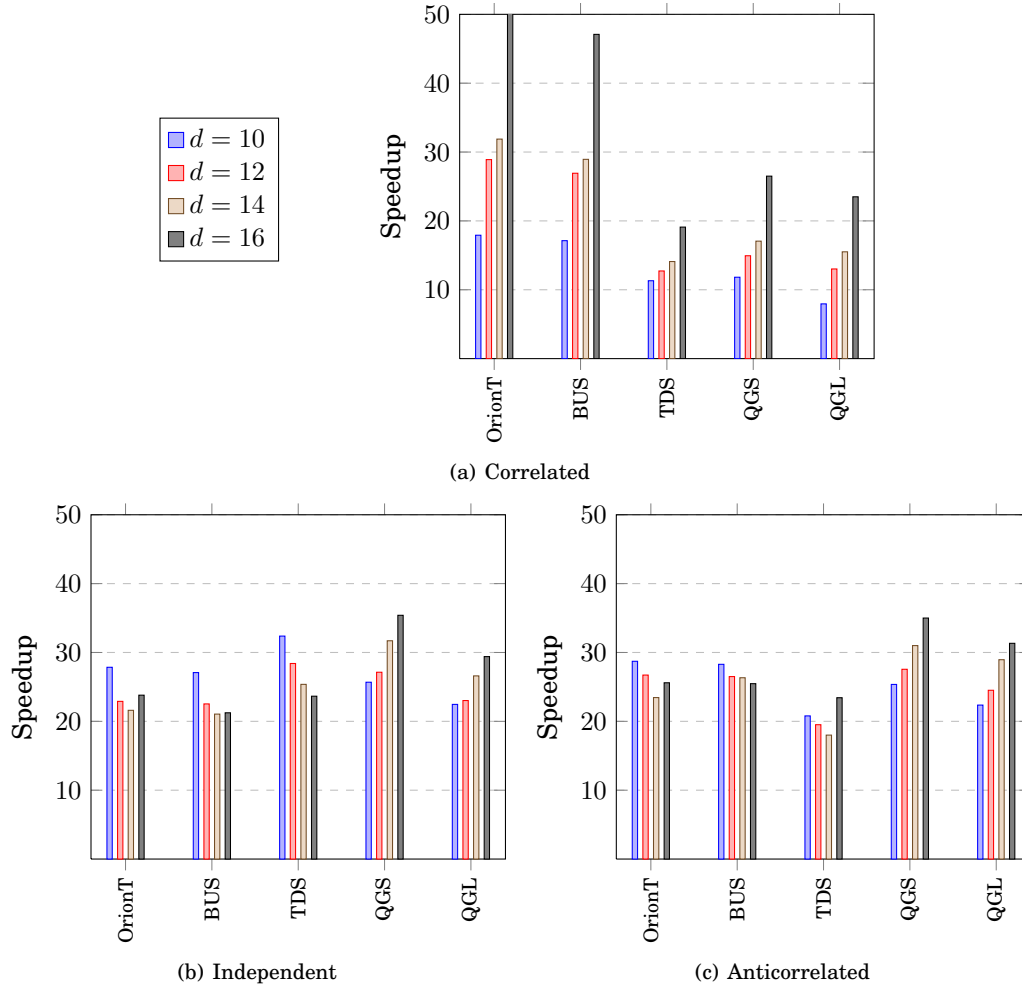 50
40
30
20
10
Speedup
d = 10
d = 12
d = 14
d = 16
OrionT
BUS
TDS
QGS
QGL
(a) Correlated
50
40
30
20
10
Speedup
OrionT
BUS
TDS
QGS
QGL
(b) Independent
50
40
30
20
10
Speedup
OrionT
BUS
TDS
QGS
QGL
(c) Anticorrelated